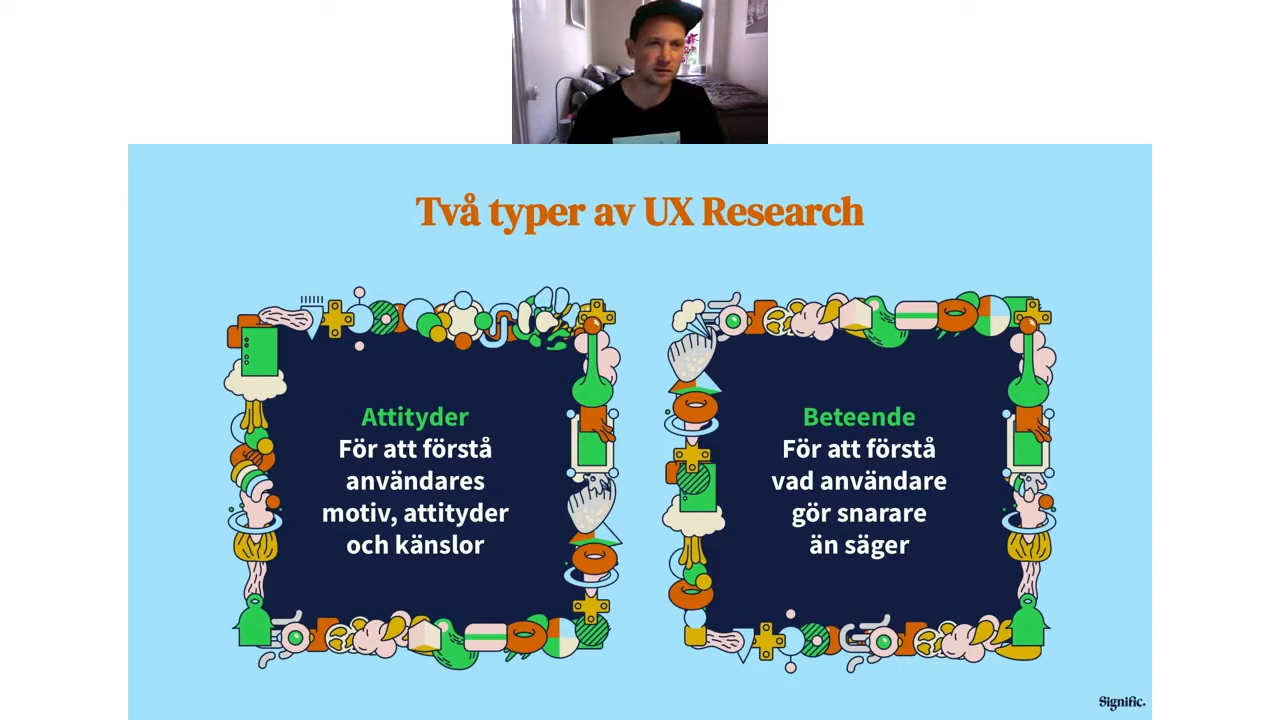 Två typer av UX Research
Attityder
För att förstå
användares
motiv, attityder
och känslor
Beteende
För att förstå
vad användare
gör snarare
än säger
Signific.